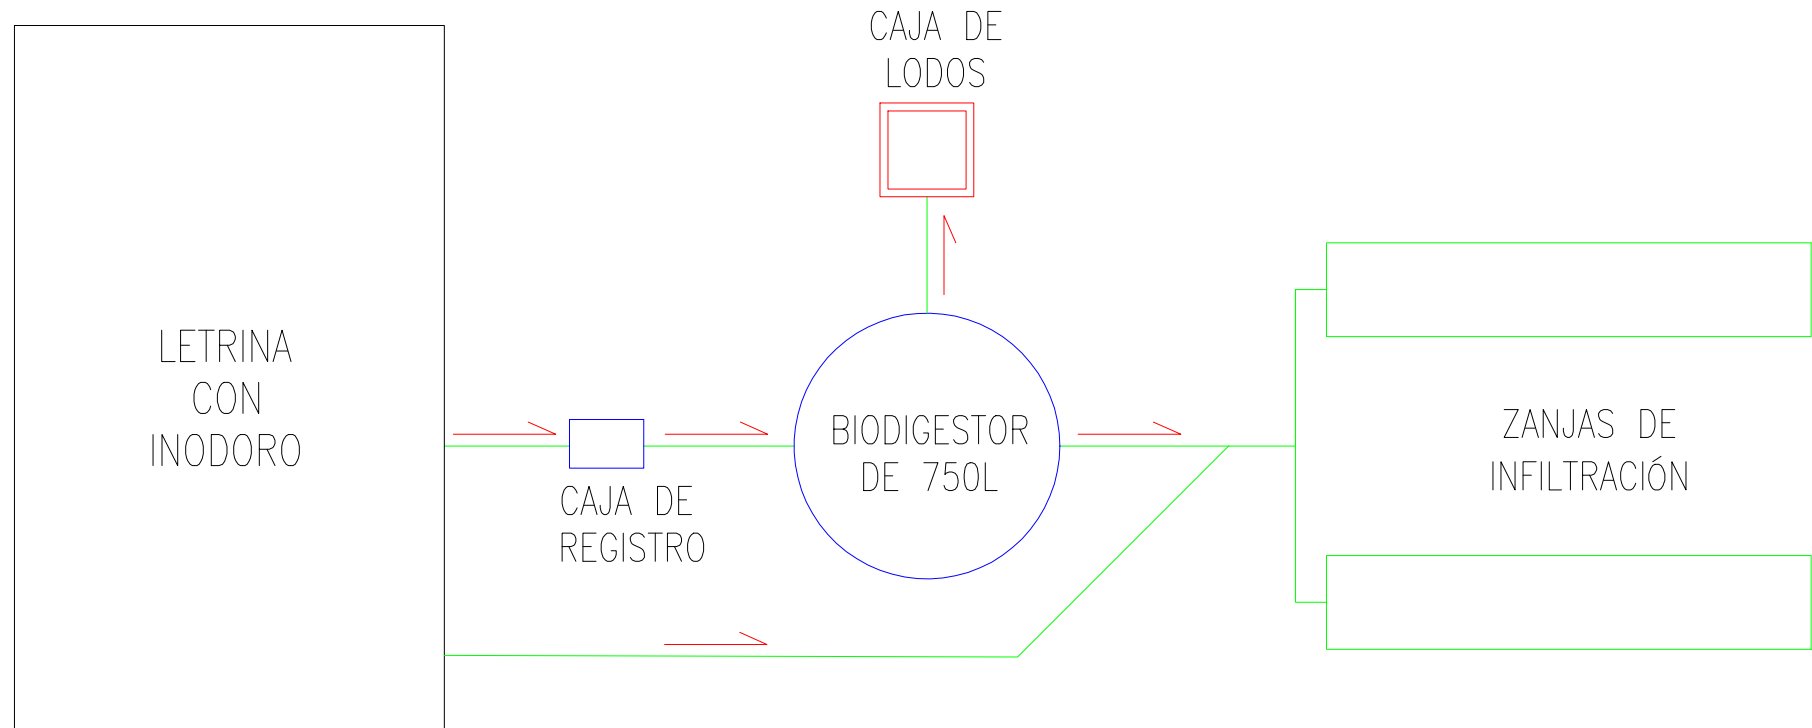 CAJA DE
LODOS
LETRINA
CON
INODORO
BIODIGESTOR
DE 750L
CAJA DE
REGISTRO
ZANJAS DE
INFILTRACIÓN